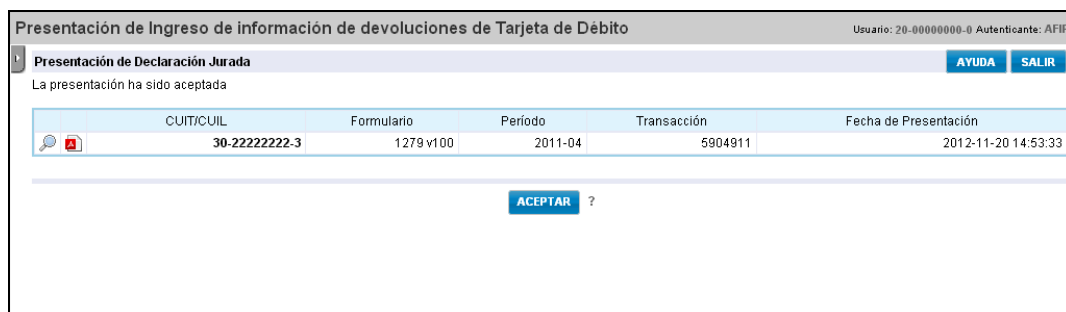 Presentación de Ingreso de información de devoluciones de Tarjeta de Débito Usuario: 20-00000000-0 Autenticante: AFIP
Presentación de Declaración Jurada AYUDA SALIR
La presentación ha sido aceptada
CUIT/CUIL Formulario Período Transacción Fecha de Presentación
30-22222222-3 1279 v100 2011-04 5904911 2012-11-20 14:53:33
ACEPTAR ?